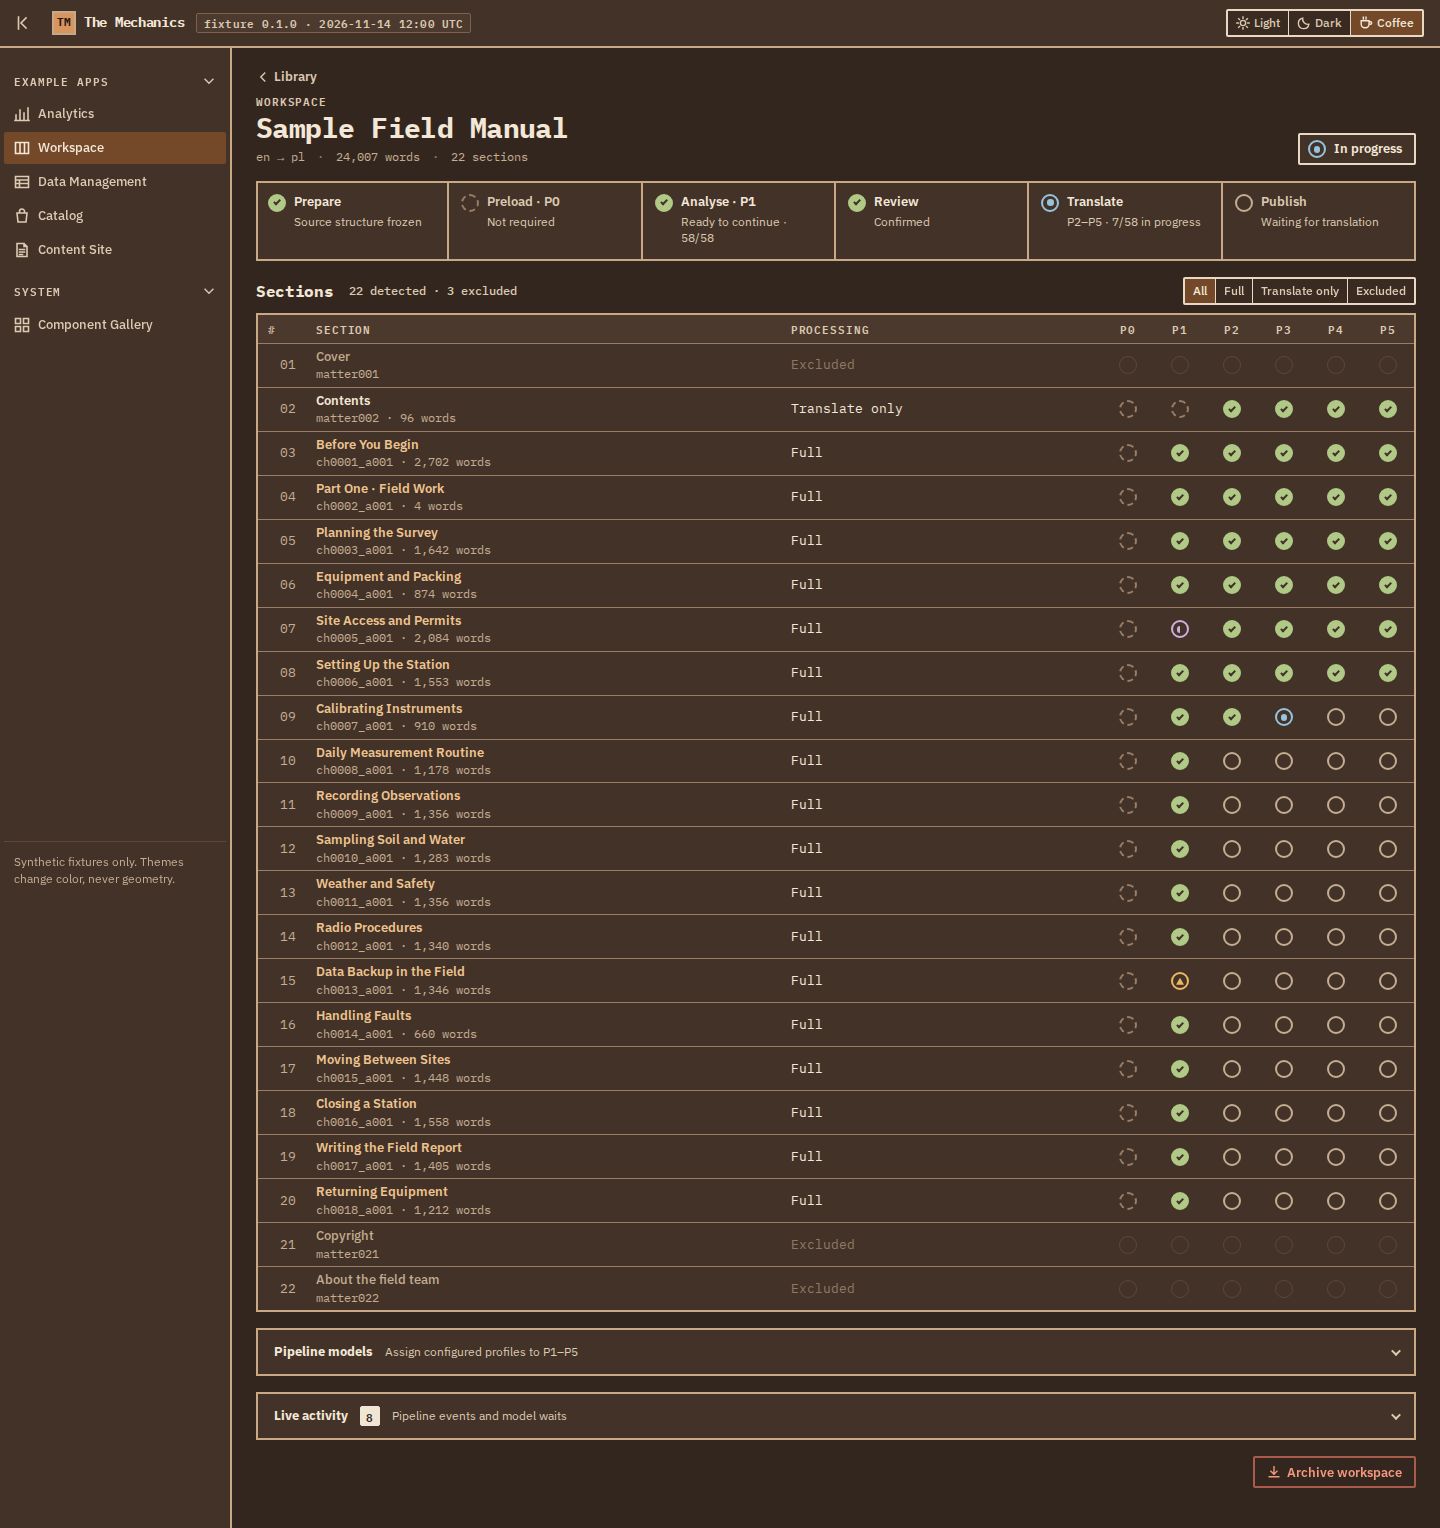 TM The Mechanics fixture 0.1.0 · 2026-11-14 12:00 UTC
Light Dark Coffee
EXAMPLE APPS
Analytics
Workspace
Data Management
Catalog
Content Site
SYSTEM
Component Gallery
Synthetic fixtures only. Themes
change color, never geometry.
Library
WORKSPACE
Sample Field Manual
en → pl · 24,007 words · 22 sections
In progress
Prepare
Source structure frozen
Preload · P0
Not required
Analyse · P1
Ready to continue ·
58/58
Review
Confirmed
Translate
P2–P5 · 7/58 in progress
Publish
Waiting for translation
Sections 22 detected · 3 excluded
All Full Translate only Excluded
# SECTION PROCESSING P0 P1 P2 P3 P4 P5
01 Cover Excluded
matter001
02 Contents Translate only
matter002 · 96 words
03 Before You Begin Full
ch0001_a001 · 2,702 words
04 Part One · Field Work Full
ch0002_a001 · 4 words
05 Planning the Survey Full
ch0003_a001 · 1,642 words
06 Equipment and Packing Full
ch0004_a001 · 874 words
07 Site Access and Permits Full
ch0005_a001 · 2,084 words
08 Setting Up the Station Full
ch0006_a001 · 1,553 words
09 Calibrating Instruments Full
ch0007_a001 · 910 words
10 Daily Measurement Routine Full
ch0008_a001 · 1,178 words
11 Recording Observations Full
ch0009_a001 · 1,356 words
12 Sampling Soil and Water Full
ch0010_a001 · 1,283 words
13 Weather and Safety Full
ch0011_a001 · 1,356 words
14 Radio Procedures Full
ch0012_a001 · 1,340 words
15 Data Backup in the Field Full
ch0013_a001 · 1,346 words
16 Handling Faults Full
ch0014_a001 · 660 words
17 Moving Between Sites Full
ch0015_a001 · 1,448 words
18 Closing a Station Full
ch0016_a001 · 1,558 words
19 Writing the Field Report Full
ch0017_a001 · 1,405 words
20 Returning Equipment Full
ch0018_a001 · 1,212 words
21 Copyright Excluded
matter021
22 About the field team Excluded
matter022
Pipeline models Assign configured profiles to P1–P5
Live activity 8 Pipeline events and model waits
Archive workspace